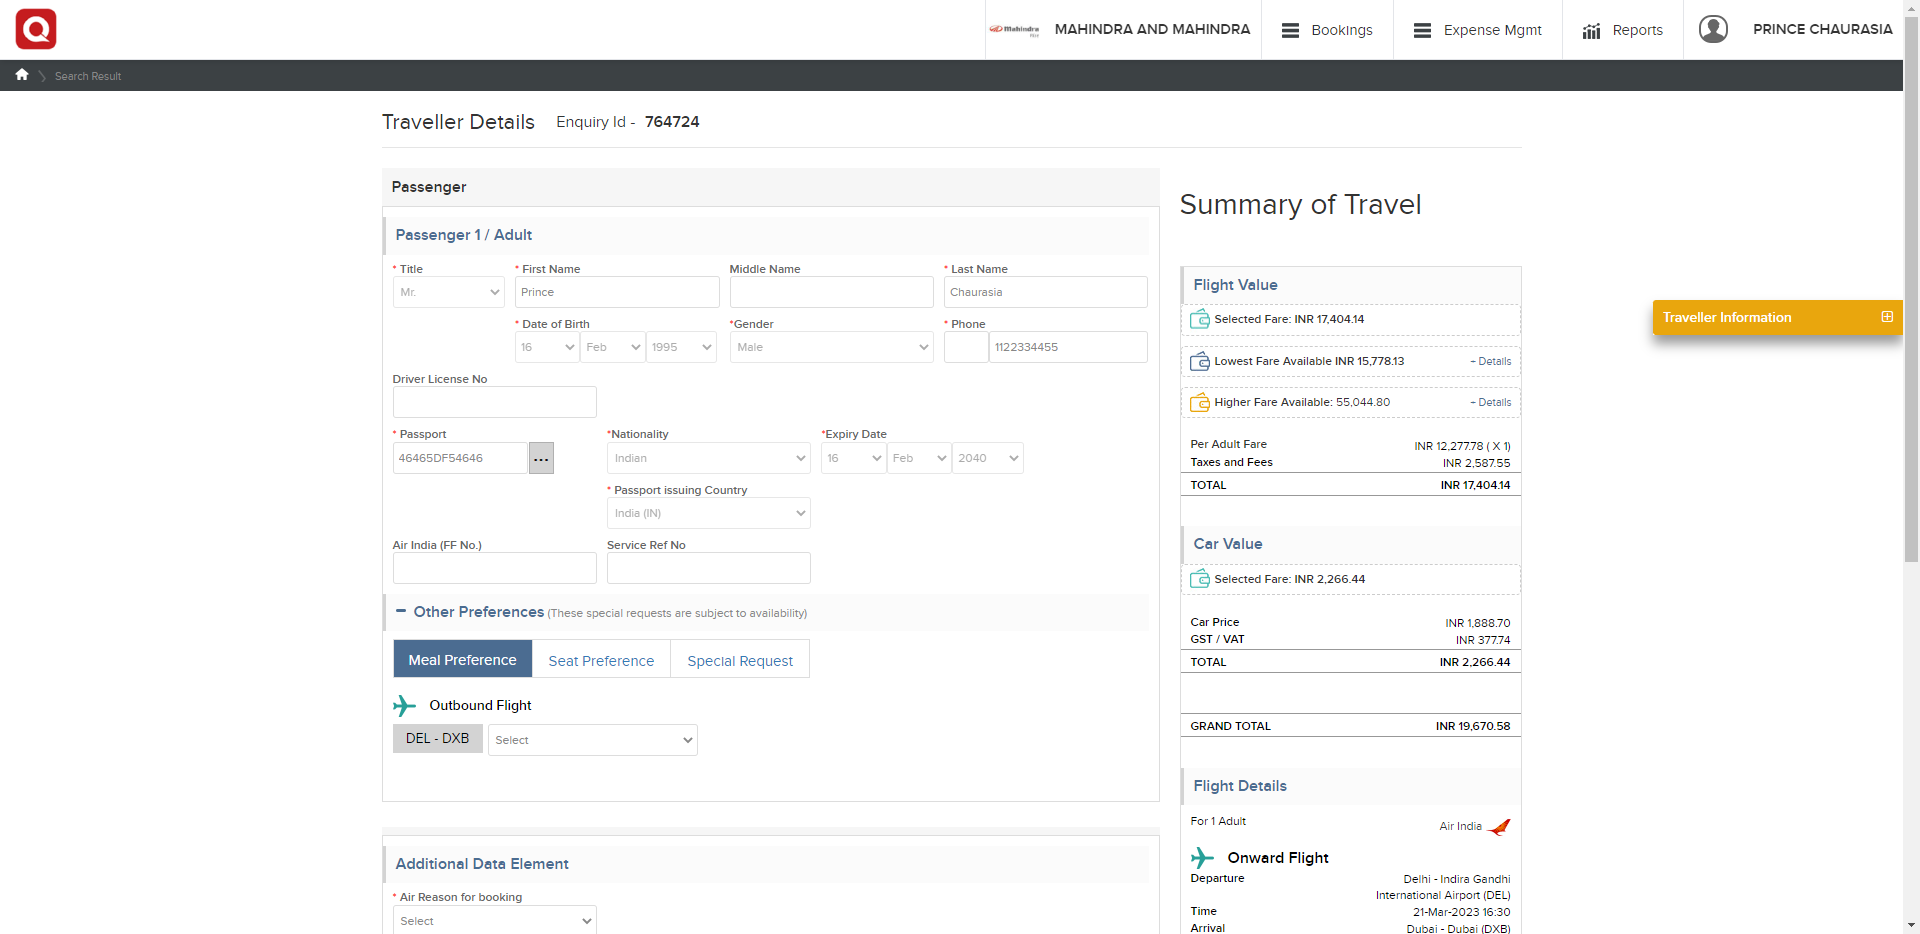 Q
mahindra
MAHINDRA AND MAHINDRA
Bookings
Expense Mgmt
Reports
PRINCE CHAURASIA
Search Result
Traveller Details Enquiry Id - 764724
Passenger
Passenger 1 / Adult
* Title
* First Name
Middle Name
* Last Name
Mr.
Prince
Chaurasia
* Date of Birth
*Gender
* Phone
16 Feb 1995
Male
1122334455
Driver License No
* Passport
*Nationality
*Expiry Date
46465DF54646
...
Indian
16 Feb 2040
* Passport issuing Country
India (IN)
Air India (FF No.)
Service Ref No
Other Preferences (These special requests are subject to availability)
Meal Preference
Seat Preference
Special Request
Outbound Flight
DEL - DXB
Select
Additional Data Element
* Air Reason for booking
Select
Summary of Travel
Flight Value
Selected Fare: INR 17,404.14
Lowest Fare Available INR 15,778.13 + Details
Higher Fare Available: 55,044.80 + Details
Per Adult Fare INR 12,277.78 ( X 1)
Taxes and Fees INR 2,587.55
TOTAL INR 17,404.14
Car Value
Selected Fare: INR 2,266.44
Car Price INR 1,888.70
GST / VAT INR 377.74
TOTAL INR 2,266.44
GRAND TOTAL INR 19,670.58
Flight Details
For 1 Adult
Air India
Onward Flight
Departure Delhi - Indira Gandhi
International Airport (DEL)
Time 21-Mar-2023 16:30
Arrival Dubai - Dubai (DXB)
Traveller Information